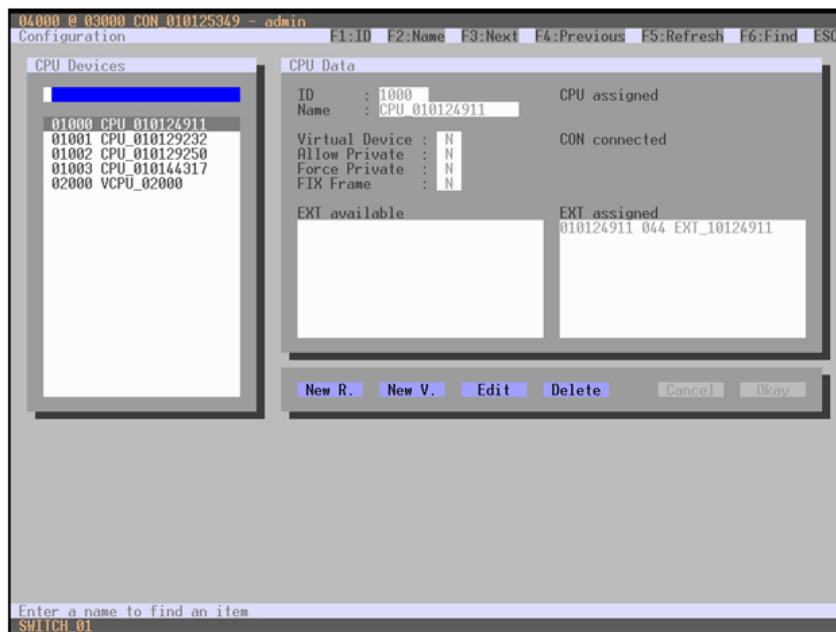 04000 @ 03000 CON_010125349 - admin
Configuration F1:ID F2:Name F3:Next F4:Previous F5:Refresh F6:Find ESC
CPU Devices
01000 CPU_010124911
01001 CPU_010129232
01002 CPU_010129250
01003 CPU_010144317
02000 VCPU_02000
CPU Data
ID : 1000
Name : CPU_010124911
CPU assigned
Virtual Device : N
Allow Private : N
Force Private : N
FIX Frame : N
CON connected
EXT available
EXT assigned
010124911 044 EXT_10124911
New R. New V. Edit Delete Cancel Okay
Enter a name to find an item
SWITCH_01